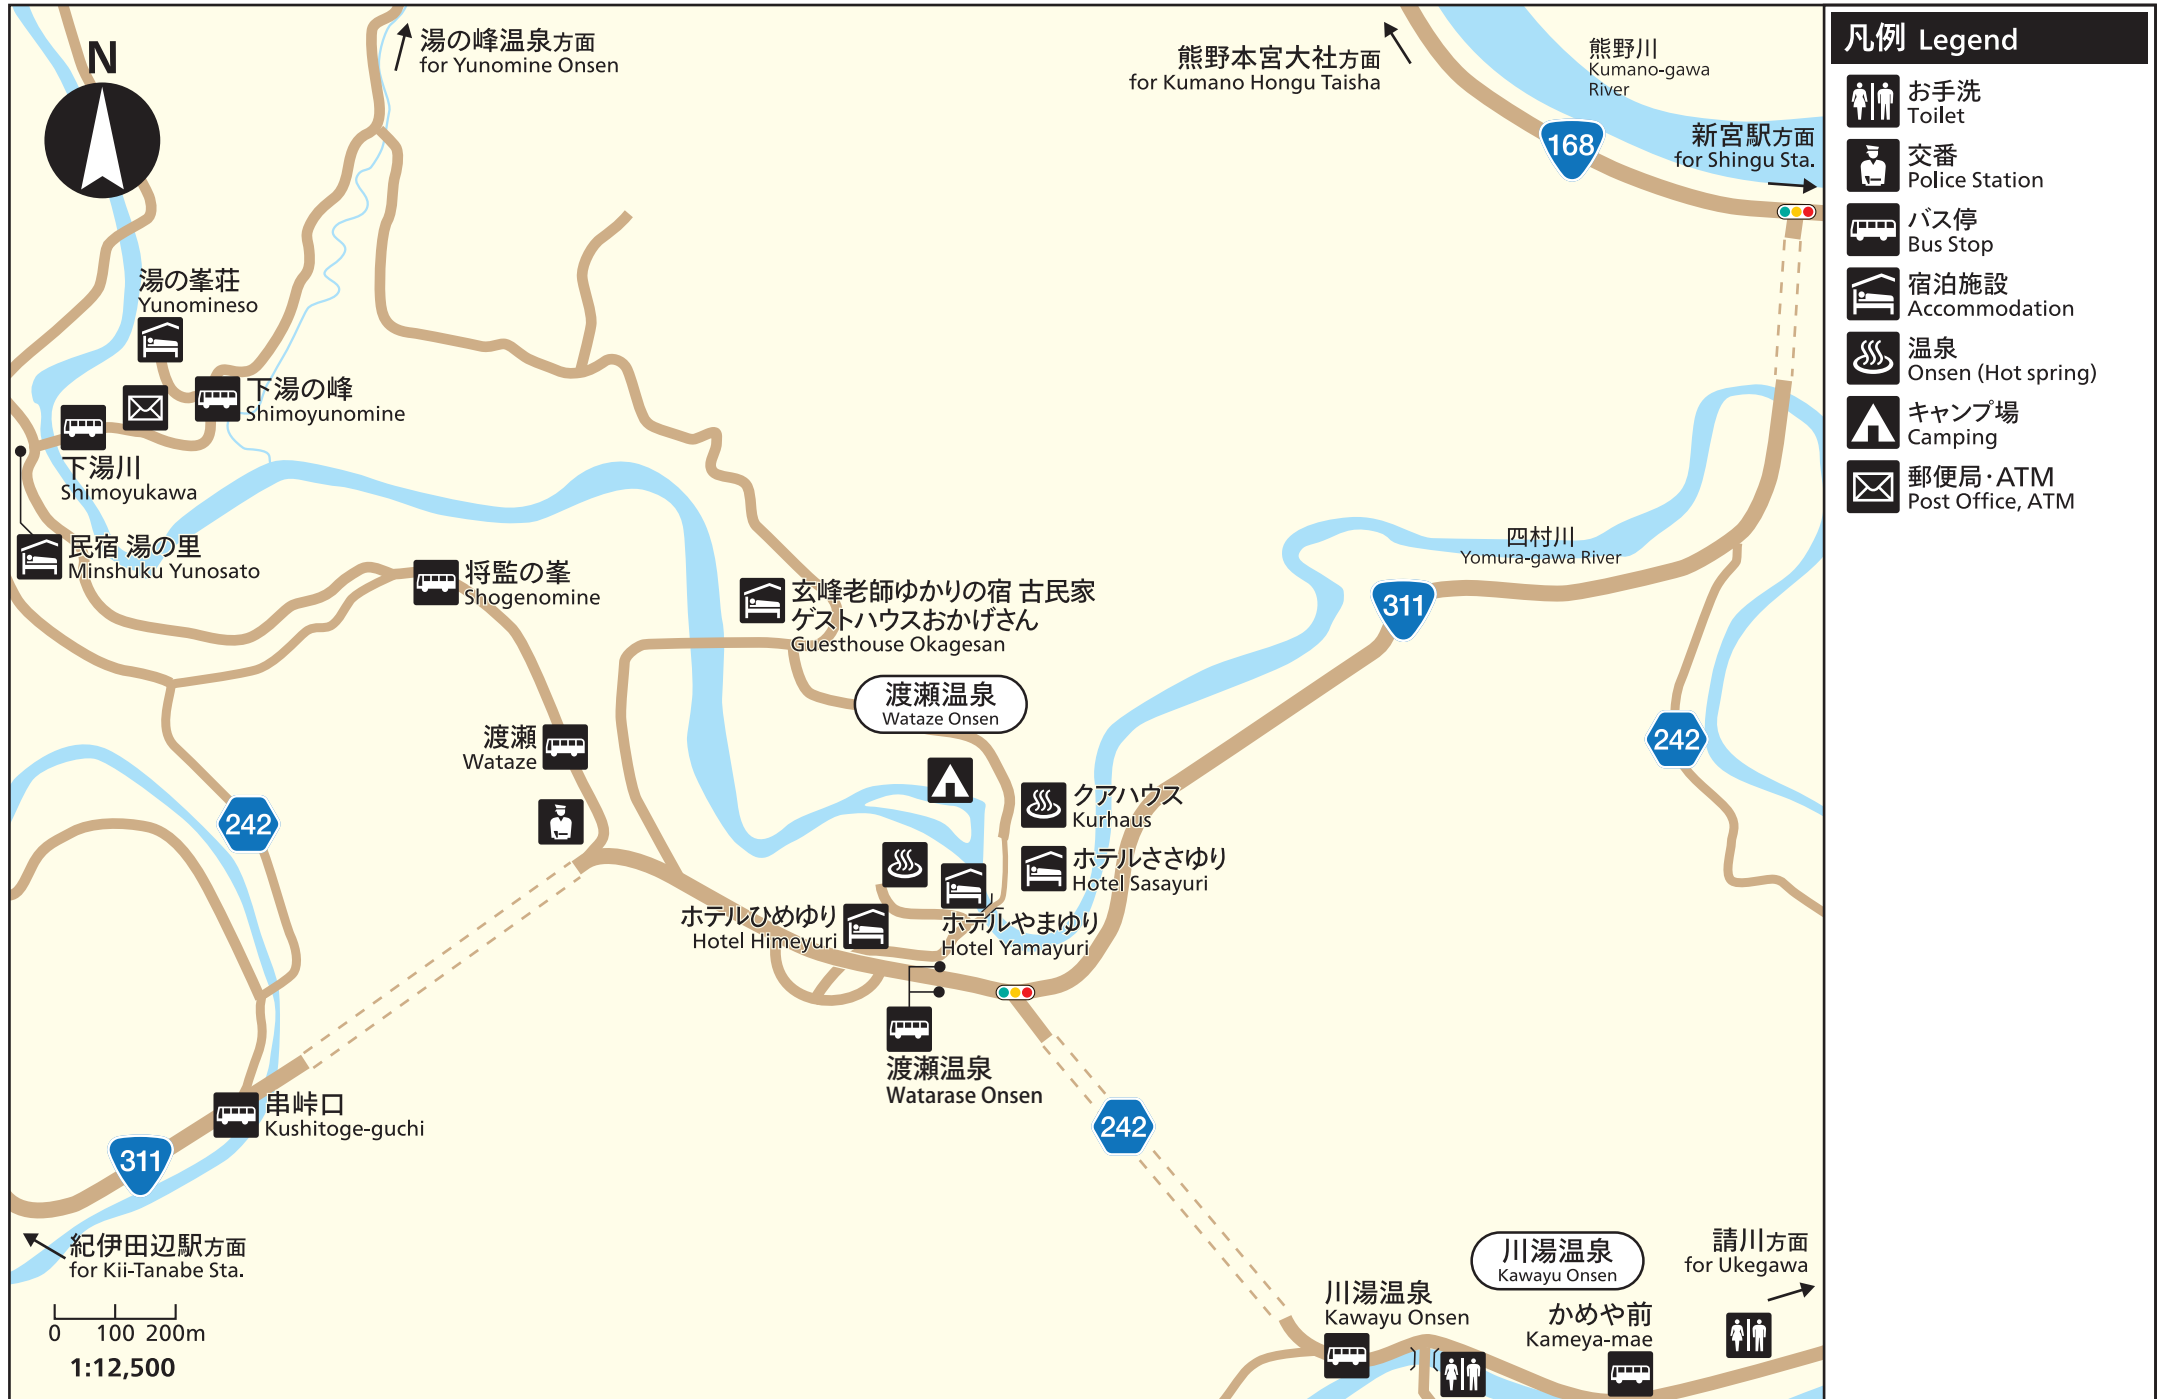 N
湯の峰温泉方面
for Yunomine Onsen
熊野本宮大社方面
for Kumano Hongu Taisha
熊野川
Kumano-gawa
River
168
新宮駅方面
for Shingu Sta.
湯の峯荘
Yunomineso
下湯の峰
Shimoyunomine
下湯川
Shimoyukawa
民宿 湯の里
Minshuku Yunosato
将監の峯
Shogenomine
玄峰老師ゆかりの宿 古民家
ゲストハウスおかげさん
Guesthouse Okagesan
四村川
Yomura-gawa River
311
渡瀬温泉
Wataze Onsen
渡瀬
Wataze
242
242
クアハウス
Kurhaus
ホテルささゆり
Hotel Sasayuri
ホテルひめゆり
Hotel Himeyuri
ホテルやまゆり
Hotel Yamayuri
渡瀬温泉
Watarase Onsen
串峠口
Kushitoge-guchi
242
311
紀伊田辺駅方面
for Kii-Tanabe Sta.
0 100 200m
1:12,500
川湯温泉
Kawayu Onsen
請川方面
for Ukegawa
川湯温泉
Kawayu Onsen
かめや前
Kameya-mae
凡例 Legend
お手洗
Toilet
交番
Police Station
バス停
Bus Stop
宿泊施設
Accommodation
温泉
Onsen (Hot spring)
キャンプ場
Camping
郵便局・ATM
Post Office, ATM